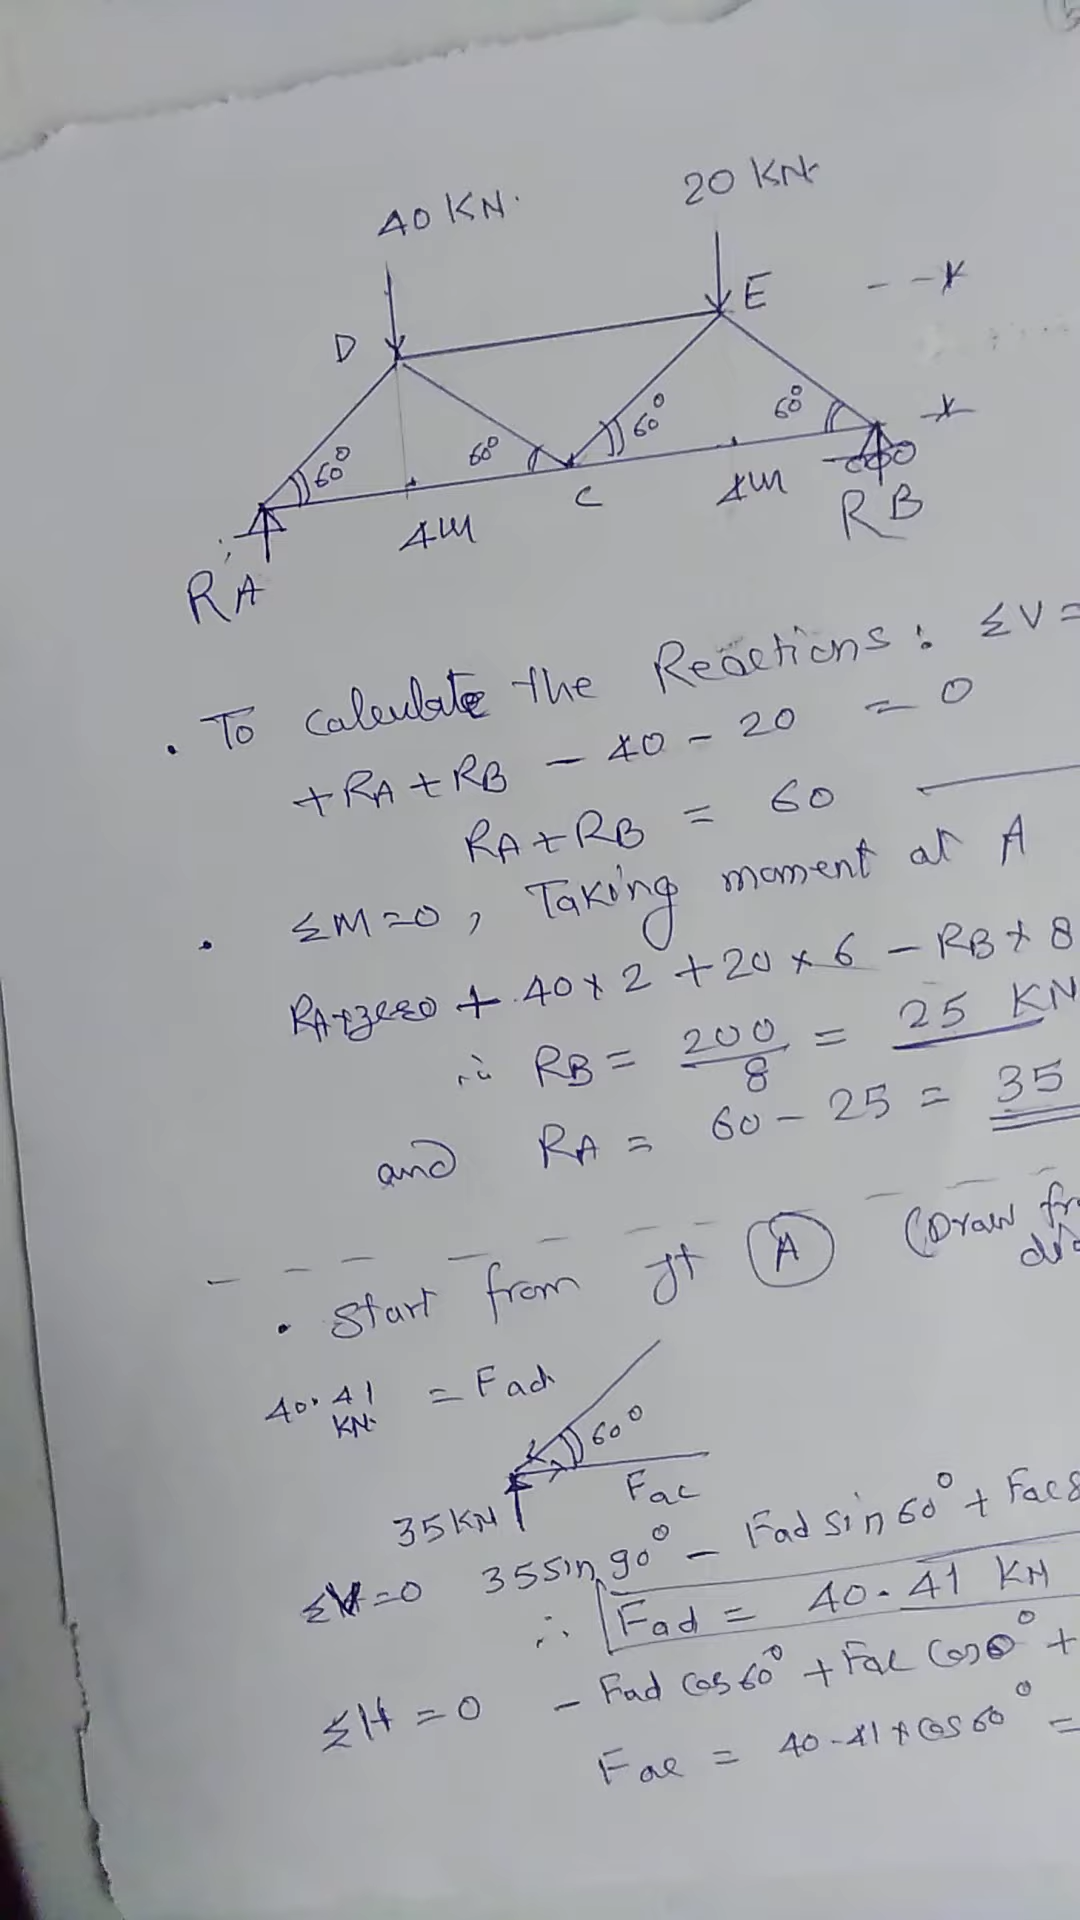 40 KN.
20 KN.
D
E
60°
60°
60°
60°
4m
C
4m
RA
RB
. To calculate the Reactions : ΣV =
+ RA + RB - 40 - 20 = 0
RA + RB = 60
. ΣM = 0 , Taking moment at A
RA×zero + 40 × 2 + 20 × 6 - RB × 8
∴ RB = 200/8 = 25 KN
and RA = 60 - 25 = 35
. Start from jt A (Draw
40.41 KN. = Fad
60°
Fac
35 KN
ΣV = 0 35 sin 90° - Fad sin 60° + Fac
∴ Fad = 40.41 KN
ΣH = 0 - Fad cos 60° + Fac cos 0° +
Fac = 40.41 × cos 60° =